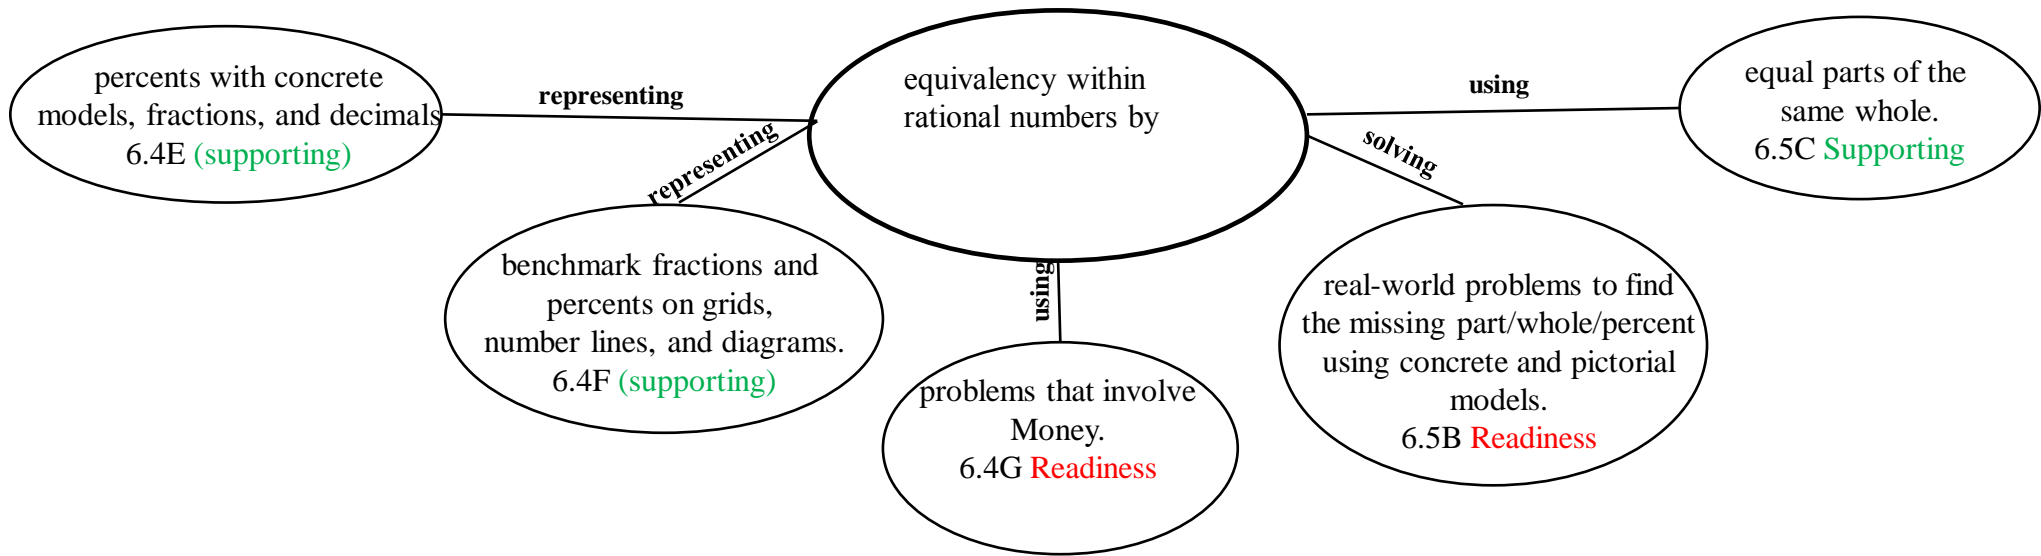 equivalency within
rational numbers by
representing
percents with concrete
models, fractions, and decimals
6.4E (supporting)
representing
benchmark fractions and
percents on grids,
number lines, and diagrams.
6.4F (supporting)
using
problems that involve
Money.
6.4G Readiness
solving
real-world problems to find
the missing part/whole/percent
using concrete and pictorial
models.
6.5B Readiness
using
equal parts of the
same whole.
6.5C Supporting